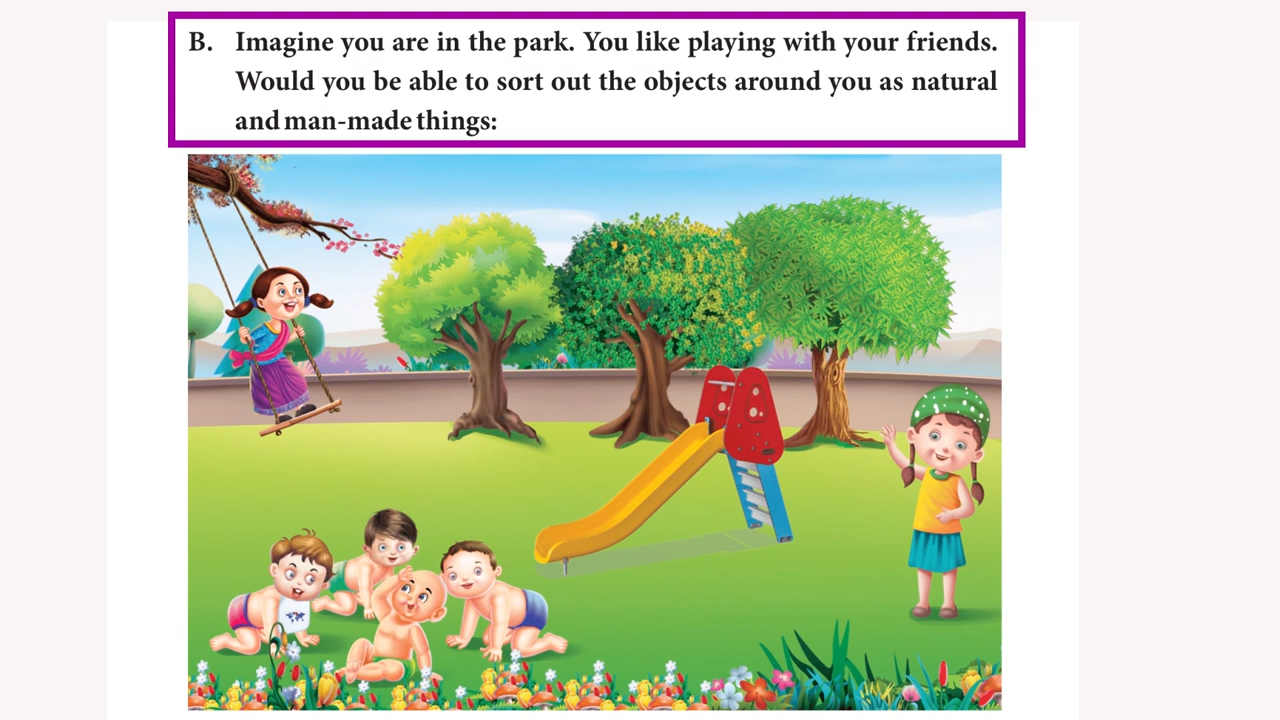 B. Imagine you are in the park. You like playing with your friends.
Would you be able to sort out the objects around you as natural
and man-made things: